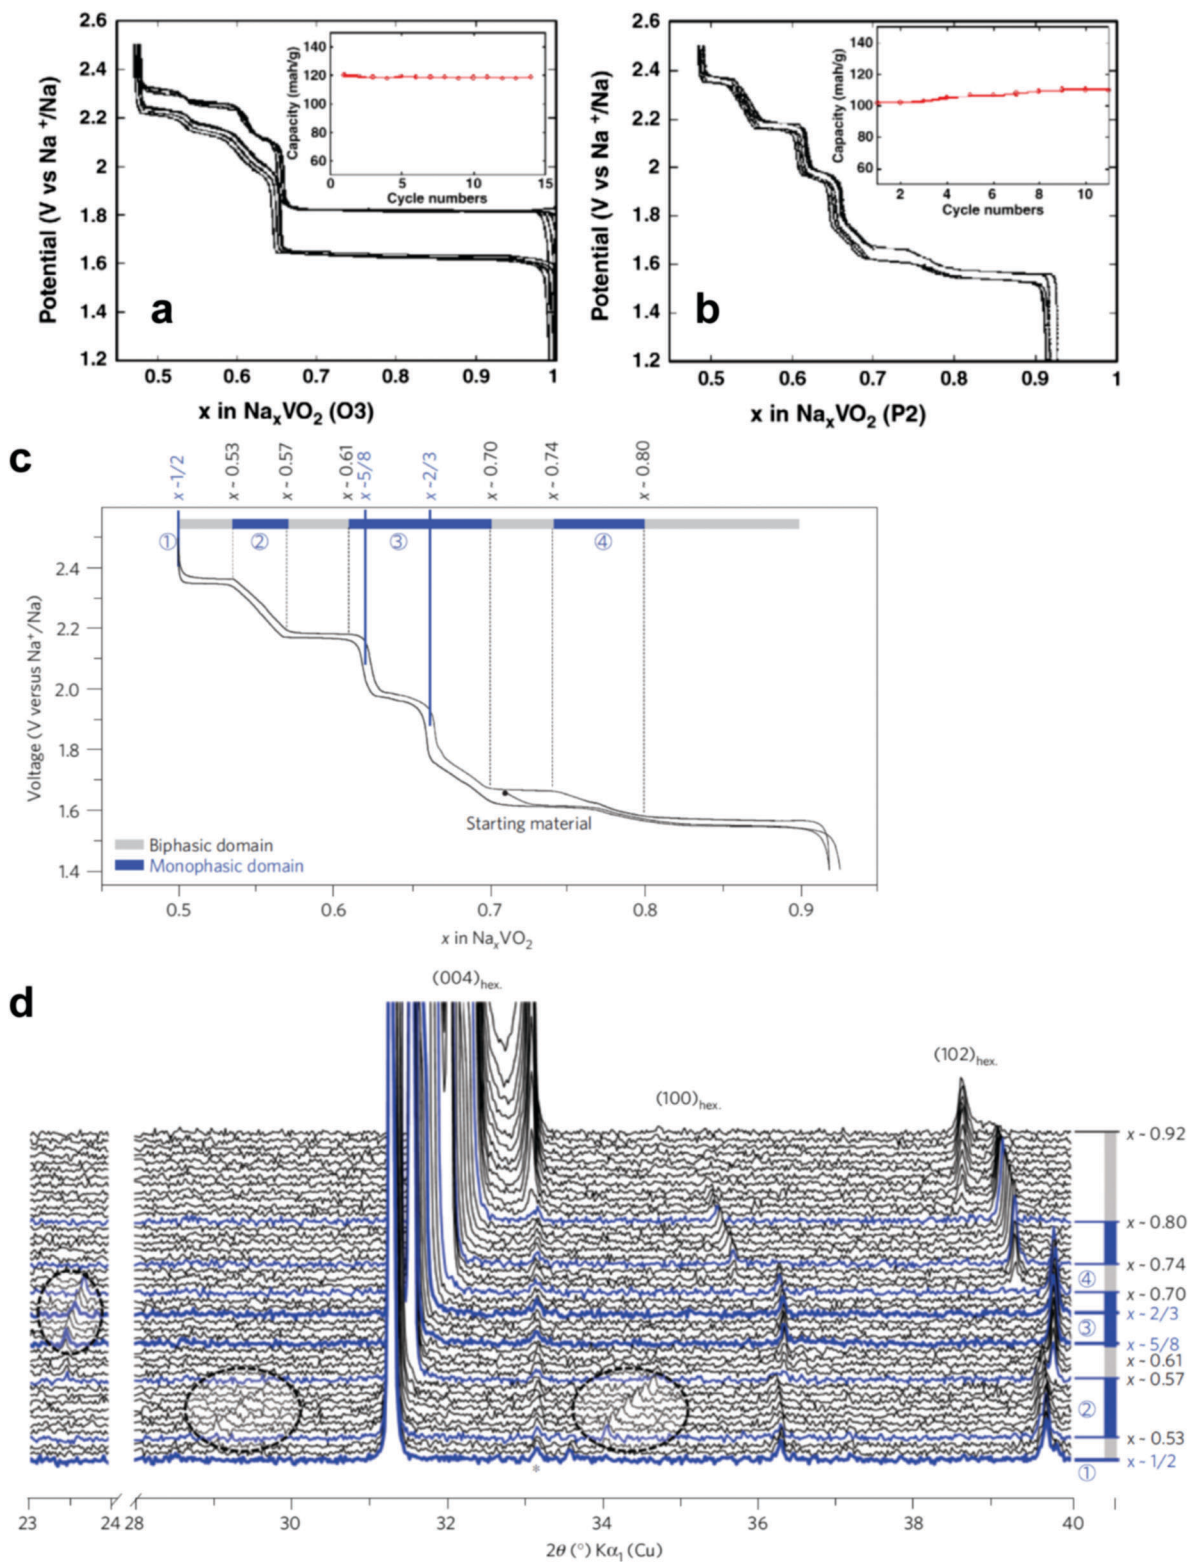 a
Potential (V vs Na⁺/Na)
2.6
2.4
2.2
2
1.8
1.6
1.4
1.2
0.5
0.6
0.7
0.8
0.9
1
x in NaₓVO₂ (O3)
Capacity (mah/g)
140
120
100
80
60
0
5
10
15
Cycle numbers
b
Potential (V vs Na⁺/Na)
2.6
2.4
2.2
2
1.8
1.6
1.4
1.2
0.5
0.6
0.7
0.8
0.9
1
x in NaₓVO₂ (P2)
Capacity (mah/g)
140
120
100
80
60
2
4
6
8
10
Cycle numbers
c
x ~1/2
x ~ 0.53
x ~ 0.57
x ~ 0.61
x ~5/8
x ~2/3
x ~ 0.70
x ~ 0.74
x ~ 0.80
①
②
③
④
Voltage (V versus Na⁺/Na)
2.4
2.2
2.0
1.8
1.6
1.4
Starting material
Biphasic domain
Monophasic domain
0.5
0.6
0.7
0.8
0.9
x in NaₓVO₂
d
(004)hex.
(100)hex.
(102)hex.
x ~ 0.92
x ~ 0.80
x ~ 0.74
④
x ~ 0.70
x ~ 2/3
③
x ~ 5/8
x ~ 0.61
x ~ 0.57
②
x ~ 0.53
x ~ 1/2
①
*
23
24
28
30
32
34
36
38
40
2θ (°) Kα₁ (Cu)